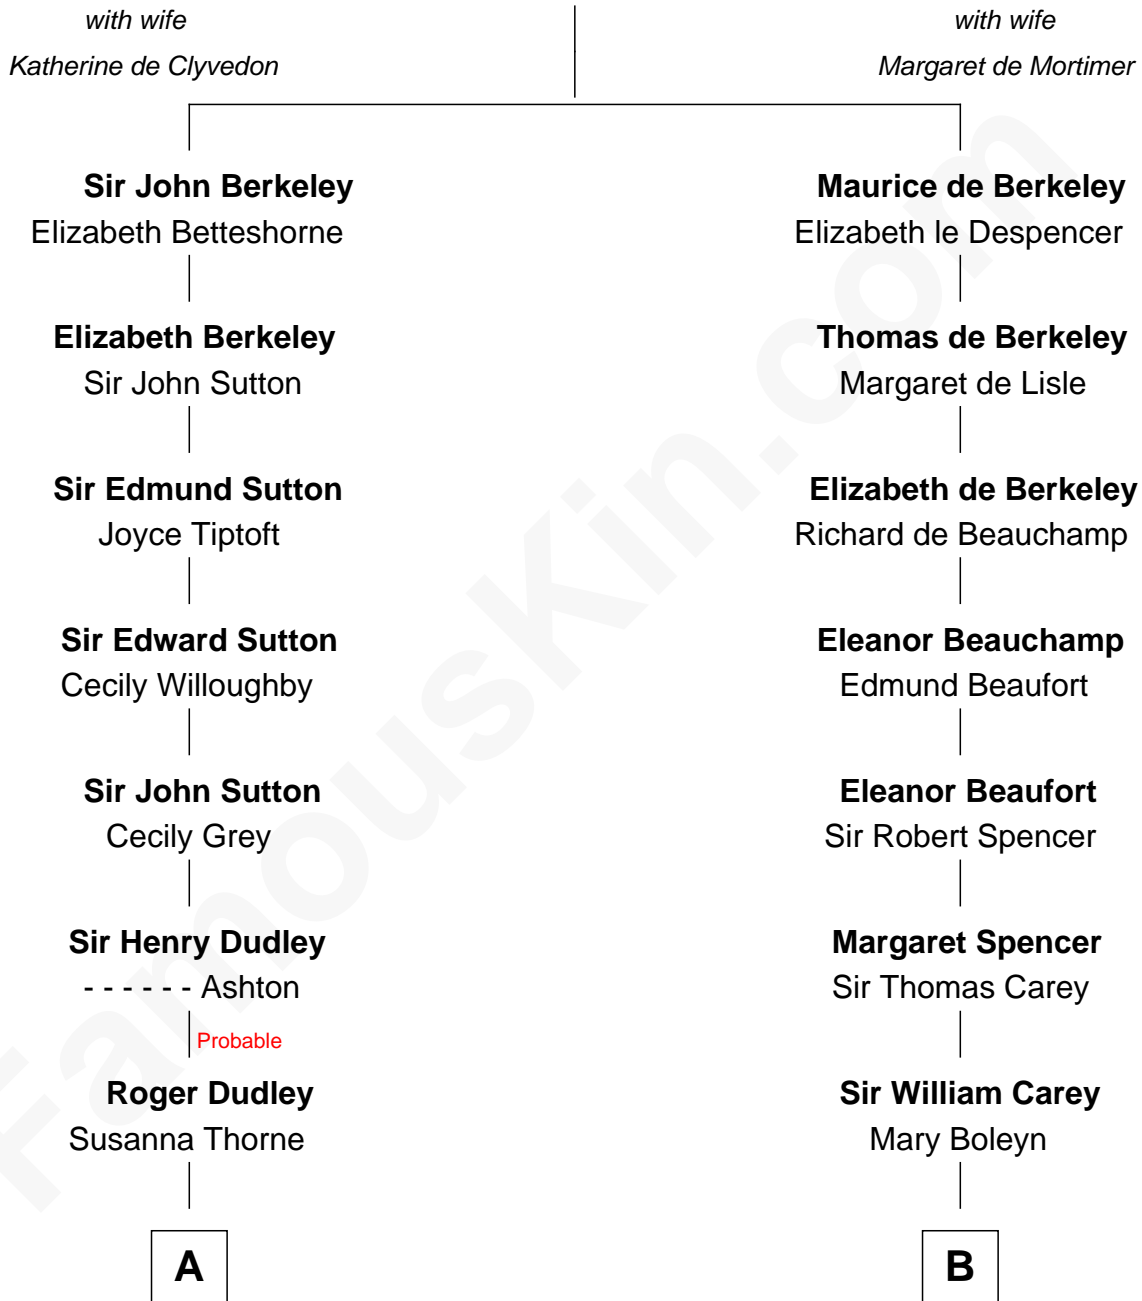 with wife
Katherine de Clyvedon
with wife
Margaret de Mortimer
Sir John Berkeley
Elizabeth Betteshorne
Maurice de Berkeley
Elizabeth le Despencer
Elizabeth Berkeley
Sir John Sutton
Thomas de Berkeley
Margaret de Lisle
Sir Edmund Sutton
Joyce Tiptoft
Elizabeth de Berkeley
Richard de Beauchamp
Sir Edward Sutton
Cecily Willoughby
Eleanor Beauchamp
Edmund Beaufort
Sir John Sutton
Cecily Grey
Eleanor Beaufort
Sir Robert Spencer
Sir Henry Dudley
- - - - - - Ashton
Margaret Spencer
Sir Thomas Carey
Probable
Roger Dudley
Susanna Thorne
Sir William Carey
Mary Boleyn
A
B
FamousKin.com